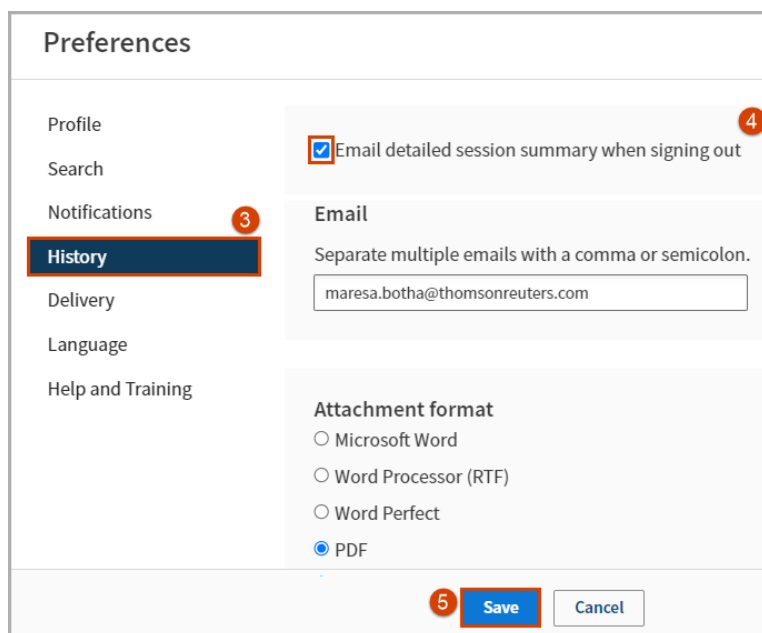 Preferences
Profile
Search
Notifications
3
History
Delivery
Language
Help and Training
4
Email detailed session summary when signing out
Email
Separate multiple emails with a comma or semicolon.
maresa.botha@thomsonreuters.com
Attachment format
Microsoft Word
Word Processor (RTF)
Word Perfect
PDF
5
Save
Cancel